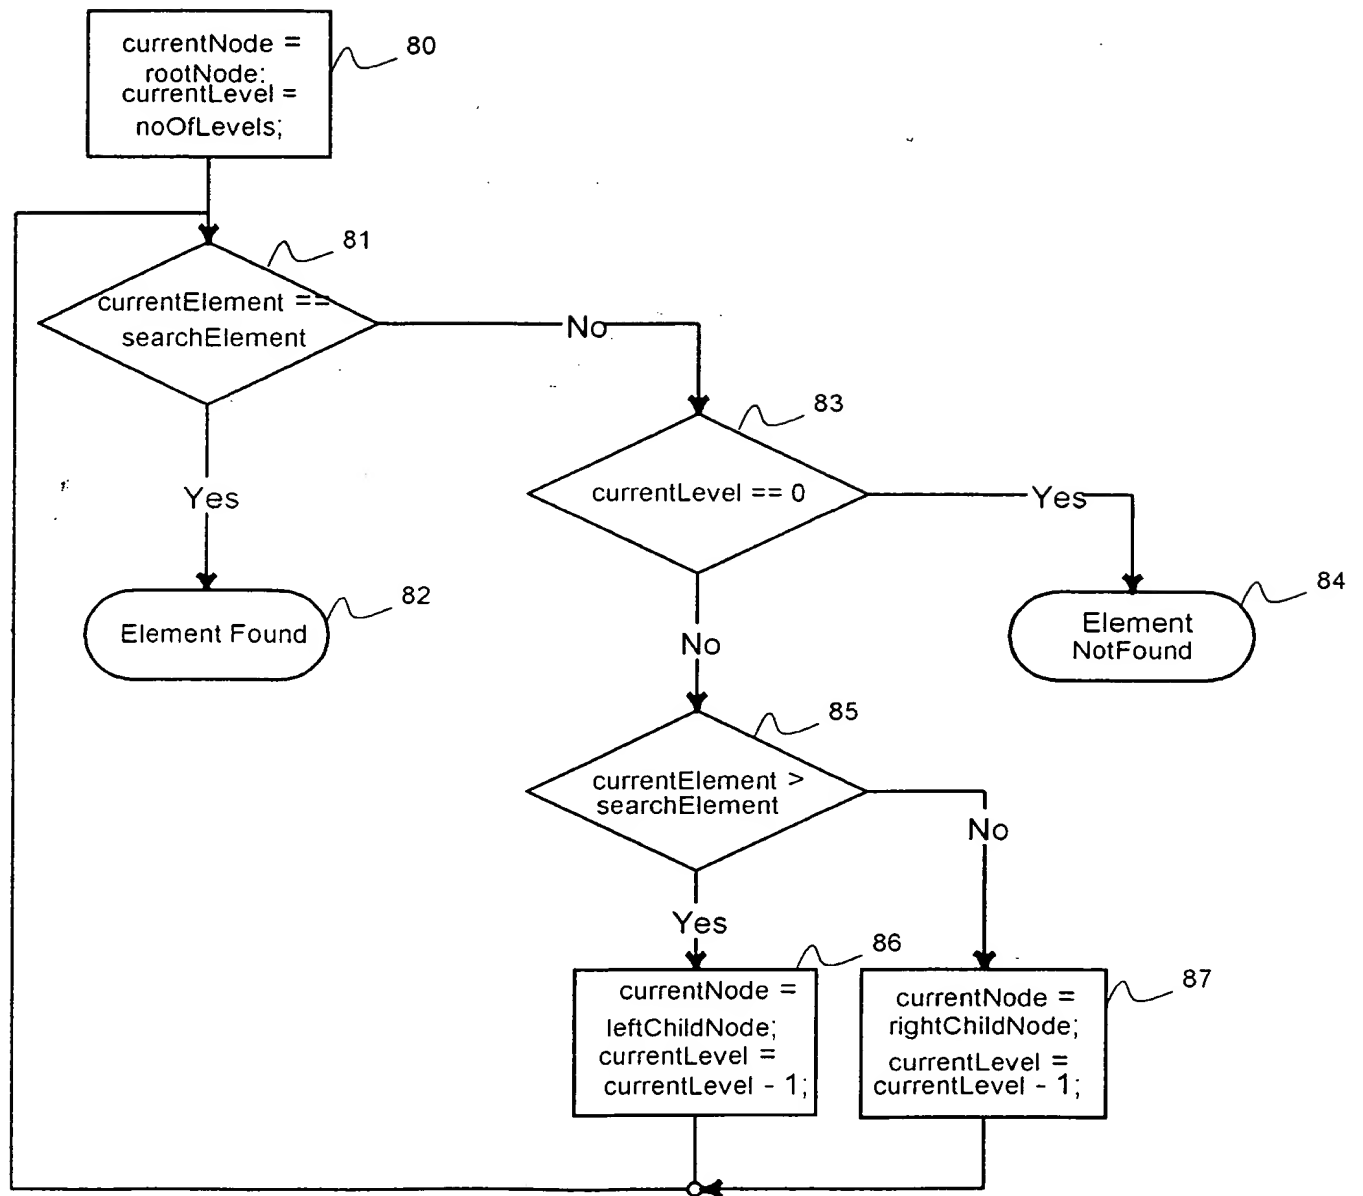 currentNode =
rootNode:
currentLevel =
noOfLevels;
80
81
currentElement ==
searchElement
No
83
currentLevel == 0
Yes
Yes
82
Element Found
84
Element
NotFound
No
85
currentElement >
searchElement
No
Yes
86
currentNode =
leftChildNode;
currentLevel =
currentLevel - 1;
87
currentNode =
rightChildNode;
currentLevel =
currentLevel - 1;